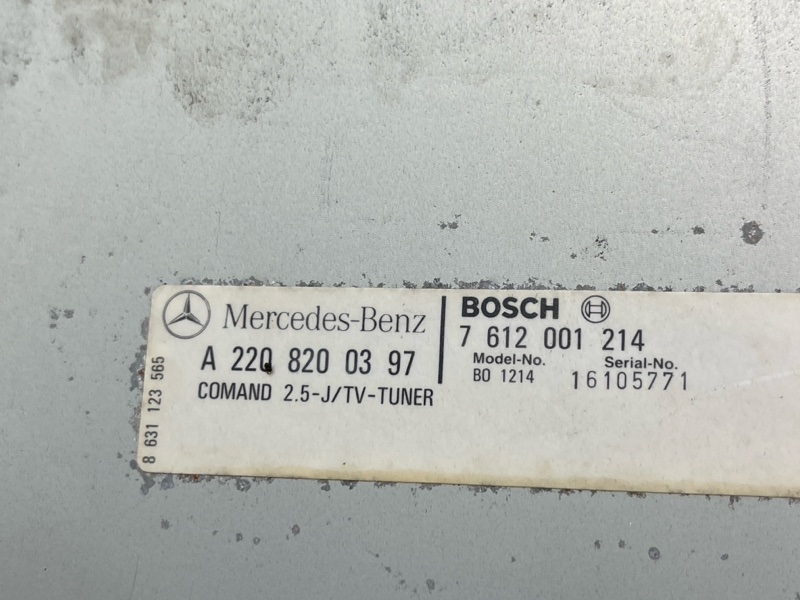 Mercedes-Benz
A 220 820 03 97
COMAND 2.5-J/TV-TUNER
BOSCH
7 612 001 214
Model-No. Serial-No.
BO 1214 16105771
8 631 123 565